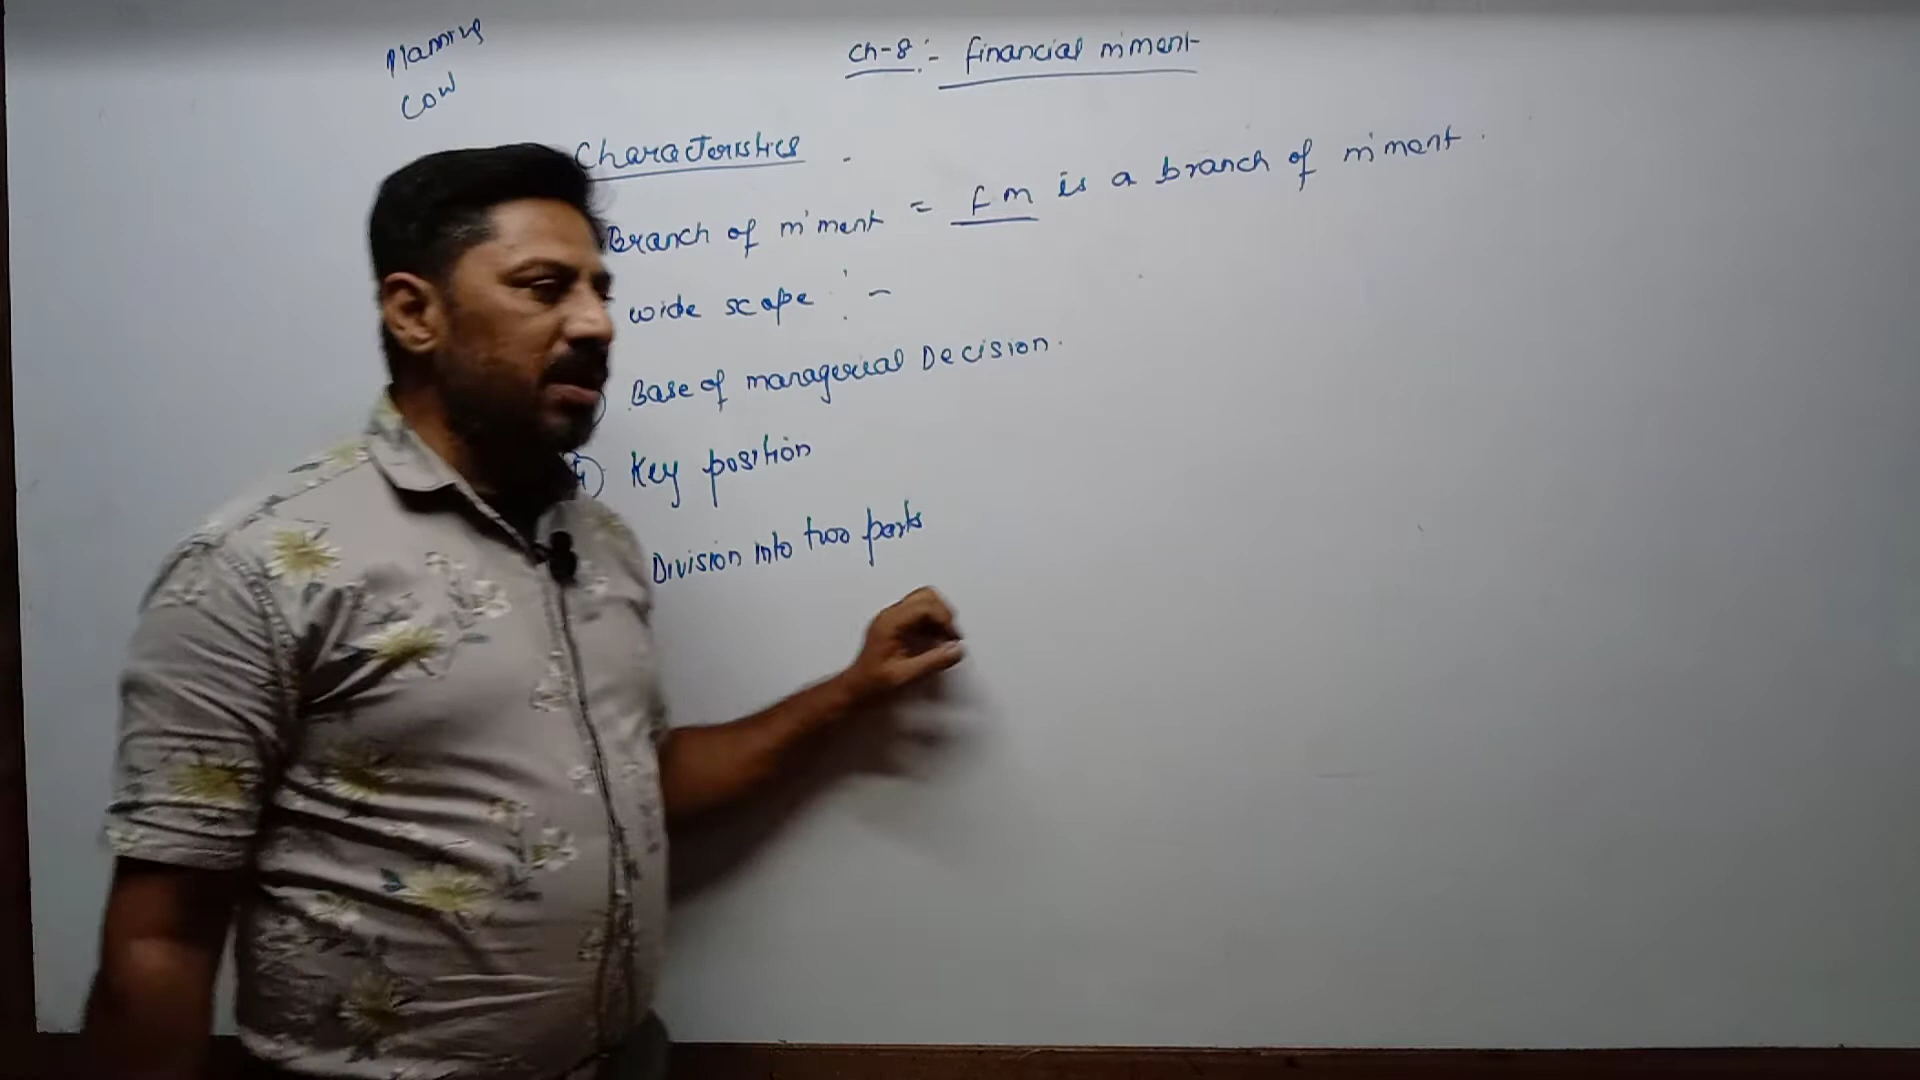 Planning
COW
Ch-8 :- financial m'ment
Characteristics .
Branch of m'ment = F m is a branch of m'ment .
wide scope : -
Base of managerial Decision.
4 Key position
Division into two parts